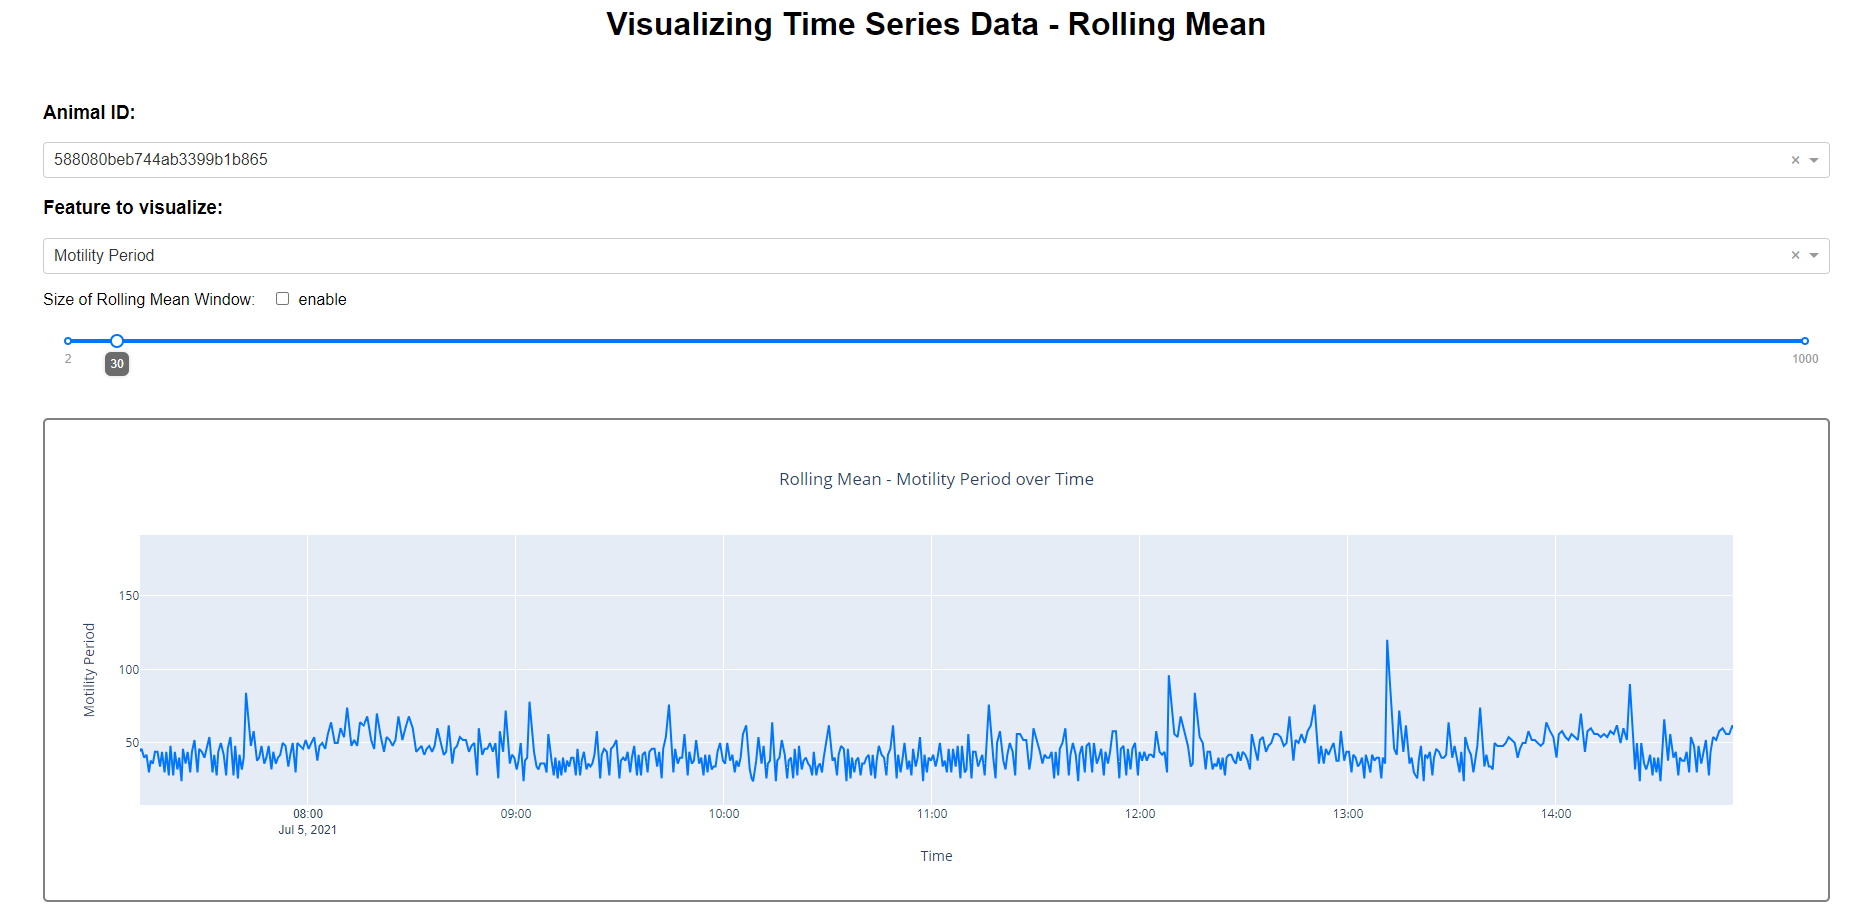 Visualizing Time Series Data - Rolling Mean
Animal ID:
588080beb744ab3399b1b865
Feature to visualize:
Motility Period
Size of Rolling Mean Window: enable
2
30
1000
Rolling Mean - Motility Period over Time
Motility Period
150
100
50
08:00
Jul 5, 2021
09:00
10:00
11:00
12:00
13:00
14:00
Time